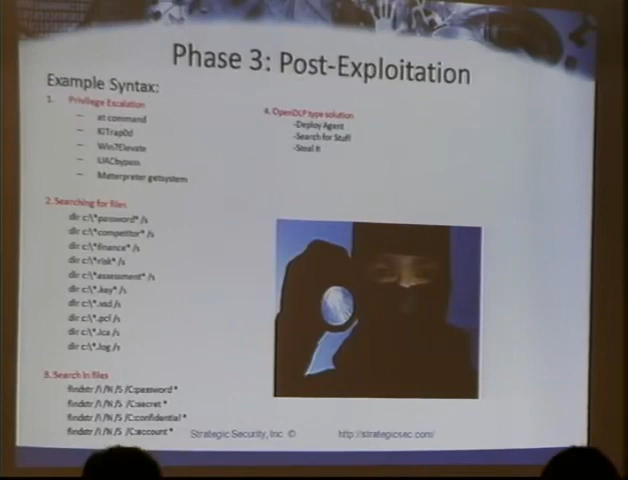 Phase 3: Post-Exploitation
Example Syntax:
1. Privilege Escalation
– at command
– KiTrap0d
– Win7Elevate
– UACbypass
– Meterpreter getsystem
2. Searching for files
dir c:\*password* /s
dir c:\*competitor* /s
dir c:\*finance* /s
dir c:\*risk* /s
dir c:\*assessment* /s
dir c:\*.key* /s
dir c:\*.vsd /s
dir c:\*.pcf /s
dir c:\*.ica /s
dir c:\*.log /s
3. Search in files
findstr /I /N /S /C:password *
findstr /I /N /S /C:secret *
findstr /I /N /S /C:confidential *
findstr /I /N /S /C:account *
4. OpenDLP type solution
-Deploy Agent
-Search for Stuff
-Steal It
Strategic Security, Inc. ©
http://strategicsec.com/